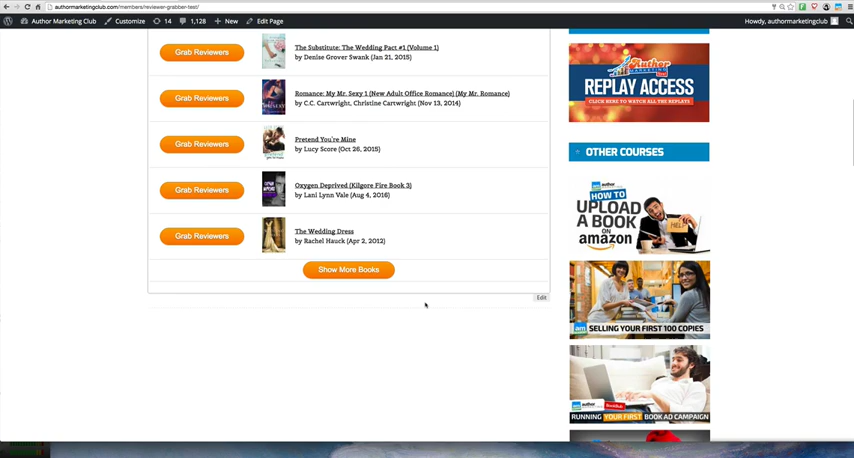 authormarketingclub.com/members/reviewer-grabber-test/
Author Marketing Club
Customize
14
1,128
New
Edit Page
Howdy, authormarketingclub
Grab Reviewers
The Substitute: The Wedding Pact #1 (Volume 1)
by Denise Grover Swank (Jan 21, 2015)
Grab Reviewers
Romance: My Mr. Sexy 1 (New Adult Office Romance) (My Mr. Romance)
by C.C. Cartwright, Christine Cartwright (Nov 13, 2014)
Grab Reviewers
Pretend You're Mine
by Lucy Score (Oct 26, 2015)
Grab Reviewers
Oxygen Deprived (Kilgore Fire Book 3)
by Lani Lynn Vale (Aug 4, 2016)
Grab Reviewers
The Wedding Dress
by Rachel Hauck (Apr 2, 2012)
Show More Books
Edit
Author
REPLAY ACCESS
CLICK HERE TO WATCH ALL THE REPLAYS
OTHER COURSES
am author
HOW TO
UPLOAD
A BOOK
on amazon
HELP
am SELLING YOUR FIRST 100 COPIES
am author
BookBub
RUNNING YOUR FIRST BOOK AD CAMPAIGN